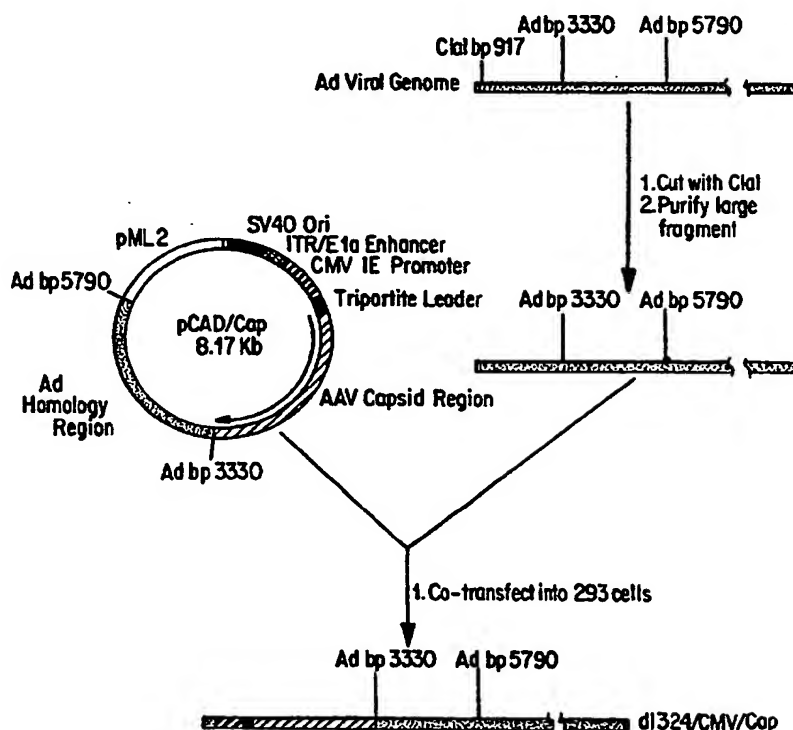 Ad bp 3330
Ad bp 5790
ClaI bp 917
Ad Viral Genome
1. Cut with ClaI
2. Purify large
fragment
SV40 Ori
pML2
ITR/E1a Enhancer
CMV IE Promoter
Ad bp 5790
Tripartite Leader
Ad bp 3330
Ad bp 5790
pCAD/Cap
8.17 Kb
Ad
Homology
Region
AAV Capsid Region
Ad bp 3330
1. Co-transfect into 293 cells
Ad bp 3330
Ad bp 5790
dl324/CMV/Cap